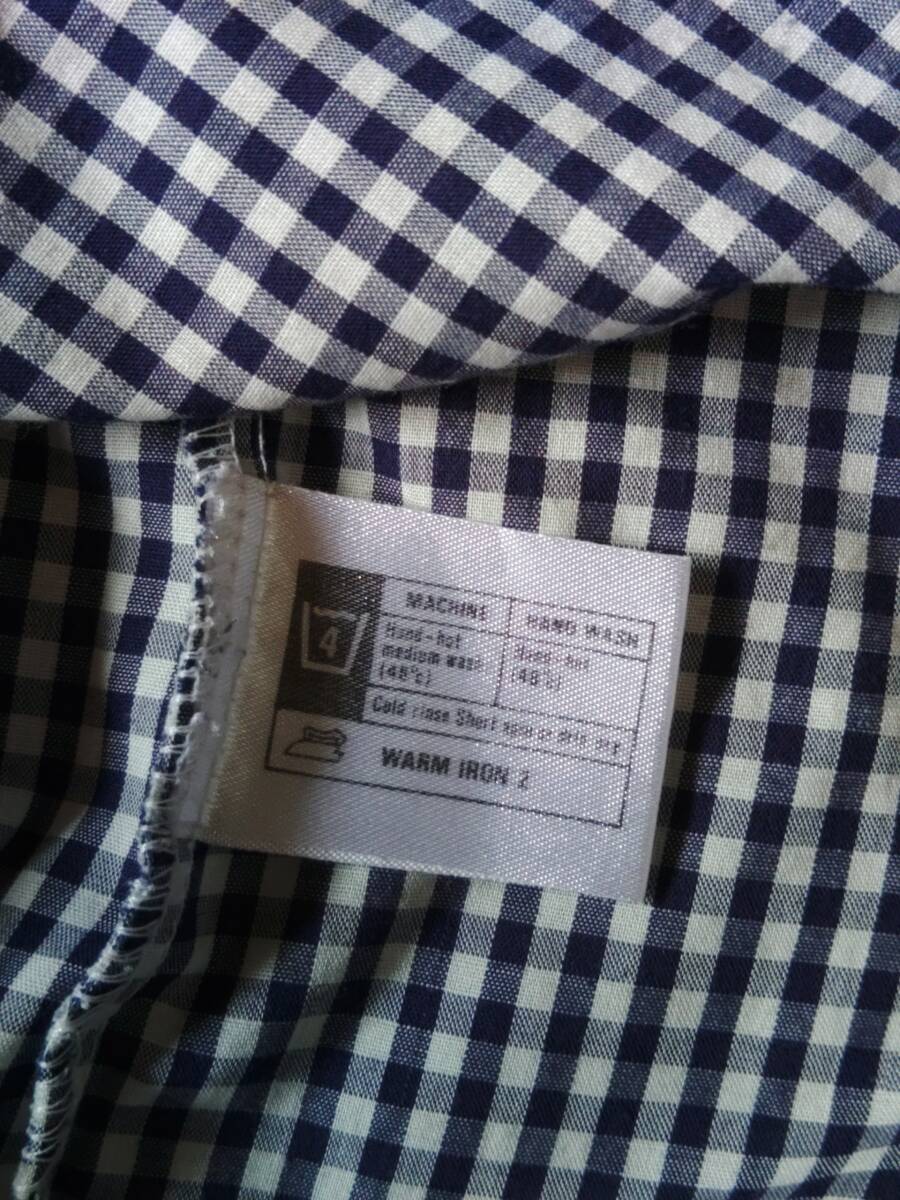 4
MACHINE
HAND WASH
Hand-hot
medium wash
(48°c)
Hand-hot
(48°c)
Cold rinse Short spin or drip dry
WARM IRON 2